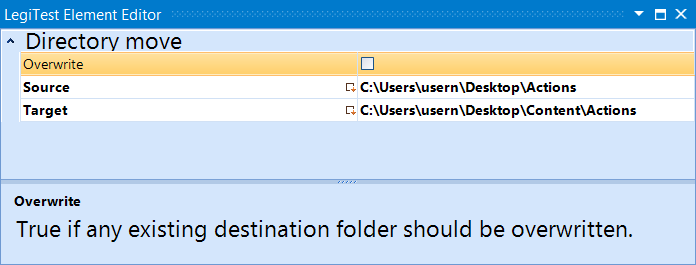 LegiTest Element Editor
Directory move
Overwrite
Source C:\Users\usern\Desktop\Actions
Target C:\Users\usern\Desktop\Content\Actions
Overwrite
True if any existing destination folder should be overwritten.